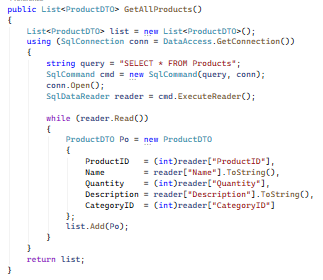 public List<ProductDTO> GetAllProducts()
{
    List<ProductDTO> list = new List<ProductDTO>();
    using (SqlConnection conn = DataAccess.GetConnection())
    {
        string query = "SELECT * FROM Products";
        SqlCommand cmd = new SqlCommand(query, conn);
        conn.Open();
        SqlDataReader reader = cmd.ExecuteReader();

        while (reader.Read())
        {
            ProductDTO Po = new ProductDTO
            {
                ProductID   = (int)reader["ProductID"],
                Name        = reader["Name"].ToString(),
                Quantity    = (int)reader["Quantity"],
                Description = reader["Description"].ToString(),
                CategoryID  = (int)reader["CategoryID"]
            };
            list.Add(Po);
        }
    }
    return list;
}